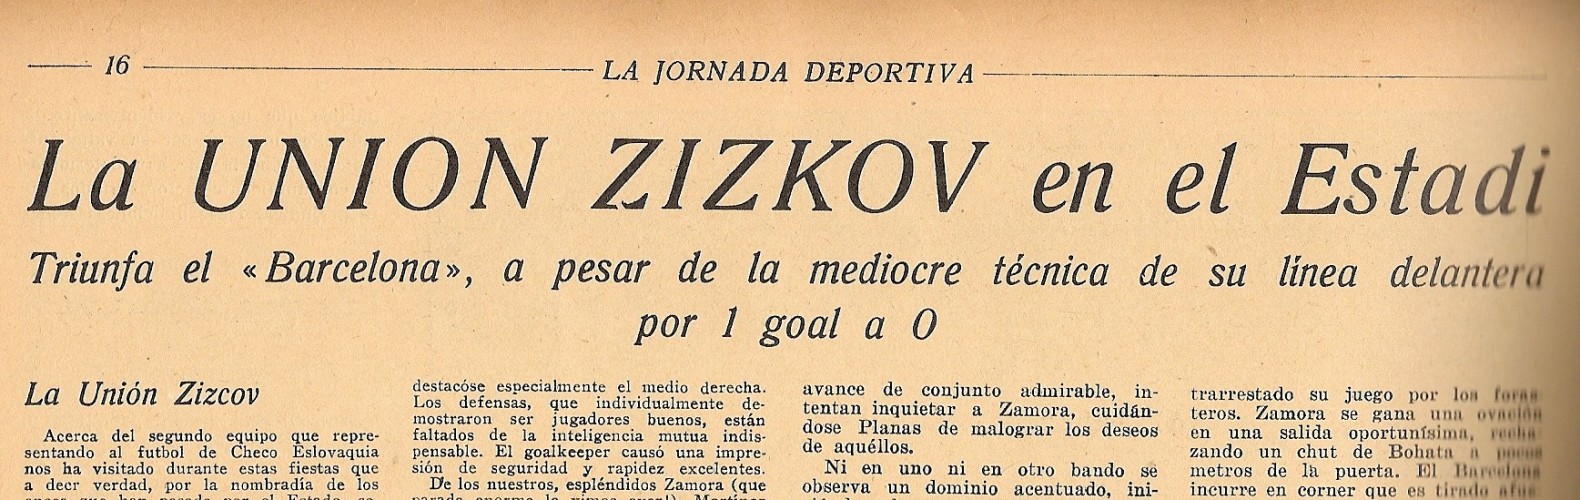 16
LA JORNADA DEPORTIVA
La UNION ZIZKOV en el Estadi
Triunfa el «Barcelona», a pesar de la mediocre técnica de su línea delantera
por 1 goal a 0
La Unión Zizcov
Acerca del segundo equipo que repre-
sentando al futbol de Checo Eslovaquia
nos ha visitado durante estas fiestas que
a decr verdad, por la nombradía de los
destacóse especialmente el medio derecha.
Los defensas, que individualmente de-
mostraron ser jugadores buenos, están
faltados de la inteligencia mutua indis-
pensable. El goalkeeper causó una impre-
sión de seguridad y rapidez excelentes.
De los nuestros, espléndidos Zamora (que
avance de conjunto admirable, in-
tentan inquietar a Zamora, cuidán-
dose Planas de malograr los deseos
de aquéllos.
Ni en uno ni en otro bando se
observa un dominio acentuado, ini-
trarrestado su juego por los foras-
teros. Zamora se gana una ovación
en una salida oportunísima, recha-
zando un chut de Bohata a pocos
metros de la puerta. El Barcelona
incurre en corner que es tirado